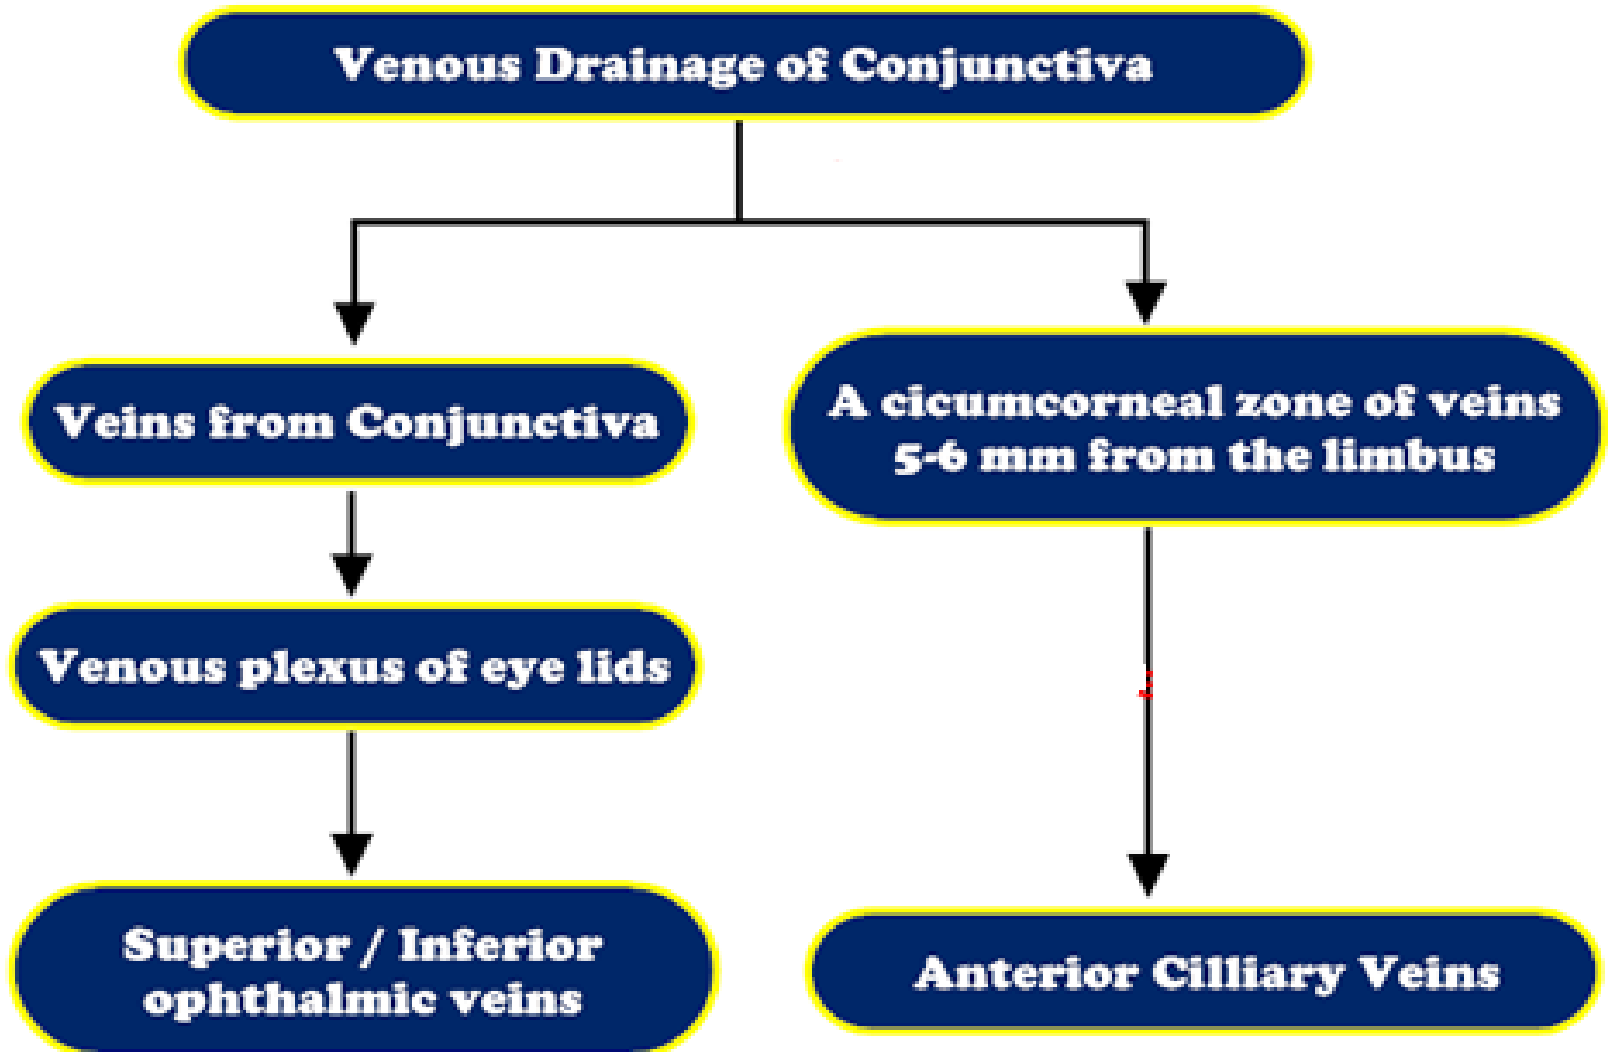 Venous Drainage of Conjunctiva
Veins from Conjunctiva
A cicumcorneal zone of veins
5-6 mm from the limbus
Venous plexus of eye lids
Superior / Inferior
ophthalmic veins
Anterior Cilliary Veins